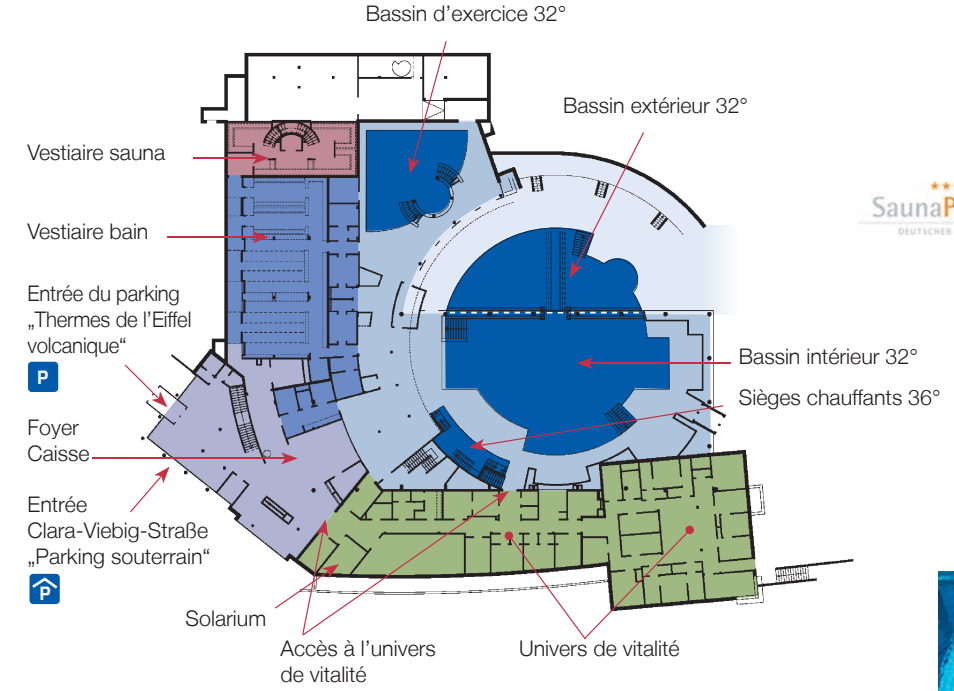 Bassin d'exercice 32°
Bassin extérieur 32°
Vestiaire sauna
Vestiaire bain
Entrée du parking
„Thermes de l'Eiffel
volcanique“
P
Foyer
Caisse
Entrée
Clara-Viebig-Straße
„Parking souterrain“
P
Bassin intérieur 32°
Sièges chauffants 36°
Solarium
Accès à l'univers
de vitalité
Univers de vitalité
SaunaP
DEUTSCHER